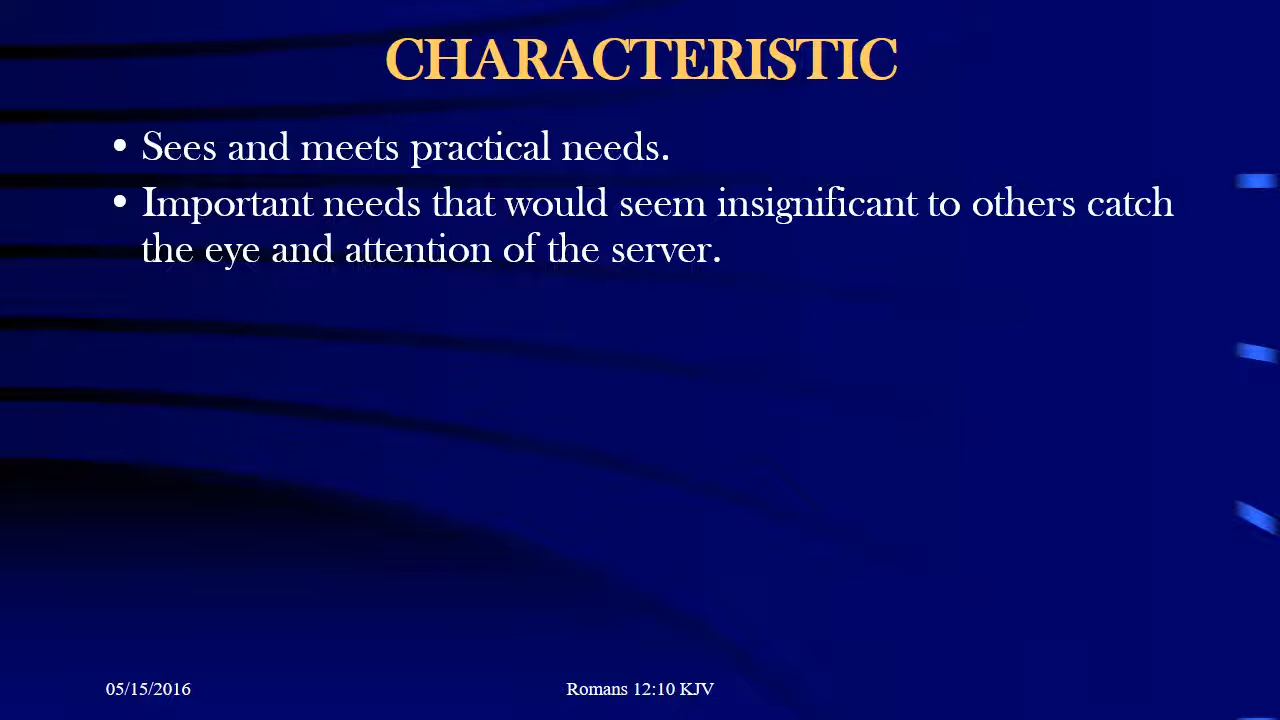 CHARACTERISTIC
• Sees and meets practical needs.
• Important needs that would seem insignificant to others catch
the eye and attention of the server.
05/15/2016
Romans 12:10 KJV